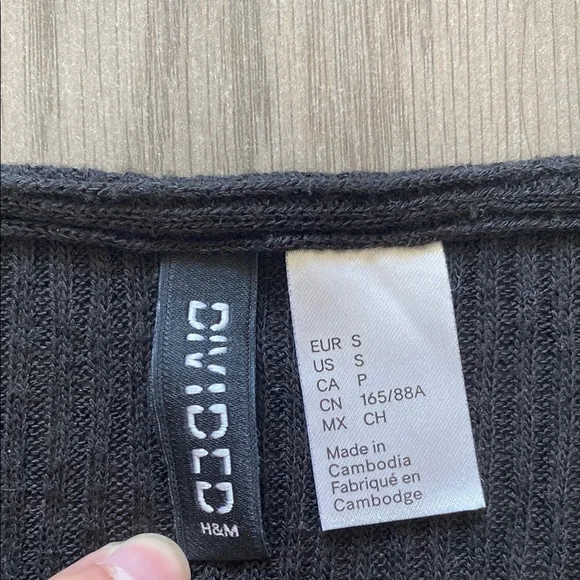 DIVIDED
H&M
EUR S
US S
CA P
CN 165/88A
MX CH
Made in
Cambodia
Fabriqué en
Cambodge